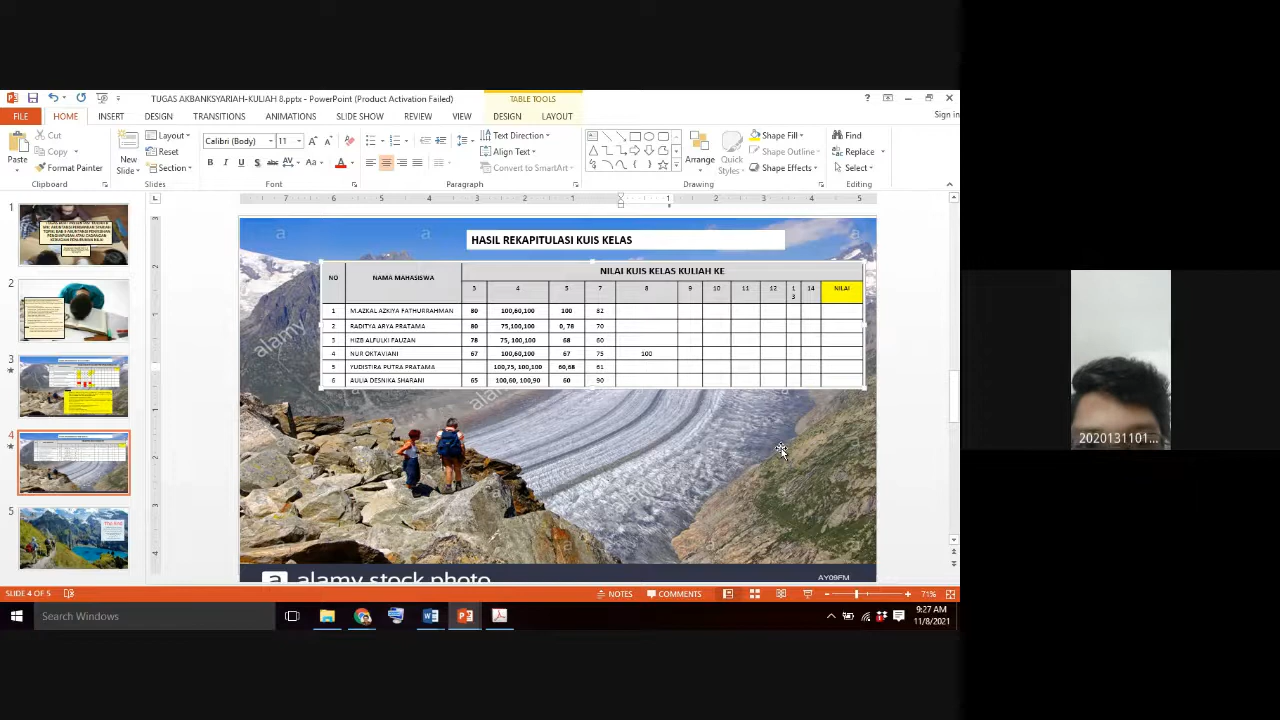 TUGAS AKBANKSYARIAH-KULIAH 8.pptx - PowerPoint (Product Activation Failed)
TABLE TOOLS
FILE HOME INSERT DESIGN TRANSITIONS ANIMATIONS SLIDE SHOW REVIEW VIEW DESIGN LAYOUT
Sign in
Paste
Cut
Copy
Format Painter
Clipboard
New Slide
Layout
Reset
Section
Slides
Calibri (Body) 11
Font
Text Direction
Align Text
Convert to SmartArt
Paragraph
Arrange
Quick Styles
Shape Fill
Shape Outline
Shape Effects
Drawing
Find
Replace
Select
Editing
1
2
3
4
5
HASIL REKAPITULASI KUIS KELAS
NO NAMA MAHASISWA NILAI KUIS KELAS KULIAH KE
3 4 5 7 8 9 10 11 12 13 14 NILAI
1 M.AZKAL AZKIYA FATHURRAHMAN 80 100,60,100 100 82
2 RADITYA ARYA PRATAMA 80 75,100,100 0, 78 70
3 HIZB ALFULKI FAUZAN 78 75, 100,100 68 60
4 NUR OKTAVIANI 67 100,60,100 67 75 100
5 YUDISTIRA PUTRA PRATAMA 100,75, 100,100 60,68 61
6 AULIA DESNIKA SHARANI 65 100,60, 100,90 60 90
alamy
alamy stock photo
AY09FM
SLIDE 4 OF 5
NOTES COMMENTS 71%
Search Windows
9:27 AM
11/8/2021
2020131101...